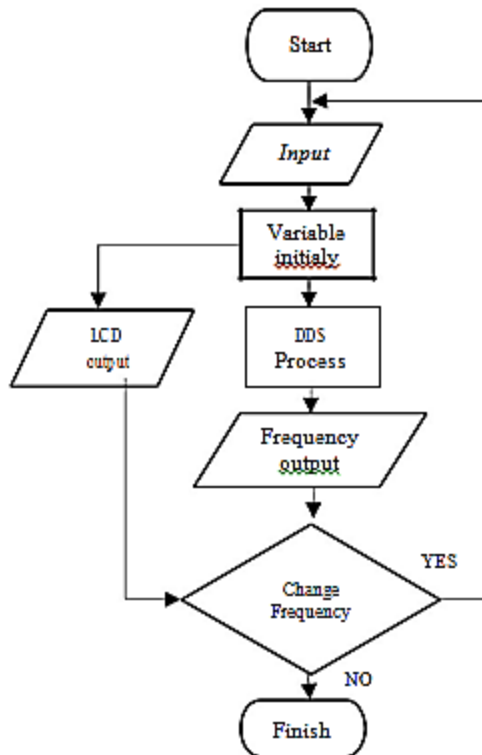 Start
Input
Variable
initialy
LCD
output
DDS
Process
Frequency
output
YES
Change
Frequency
NO
Finish